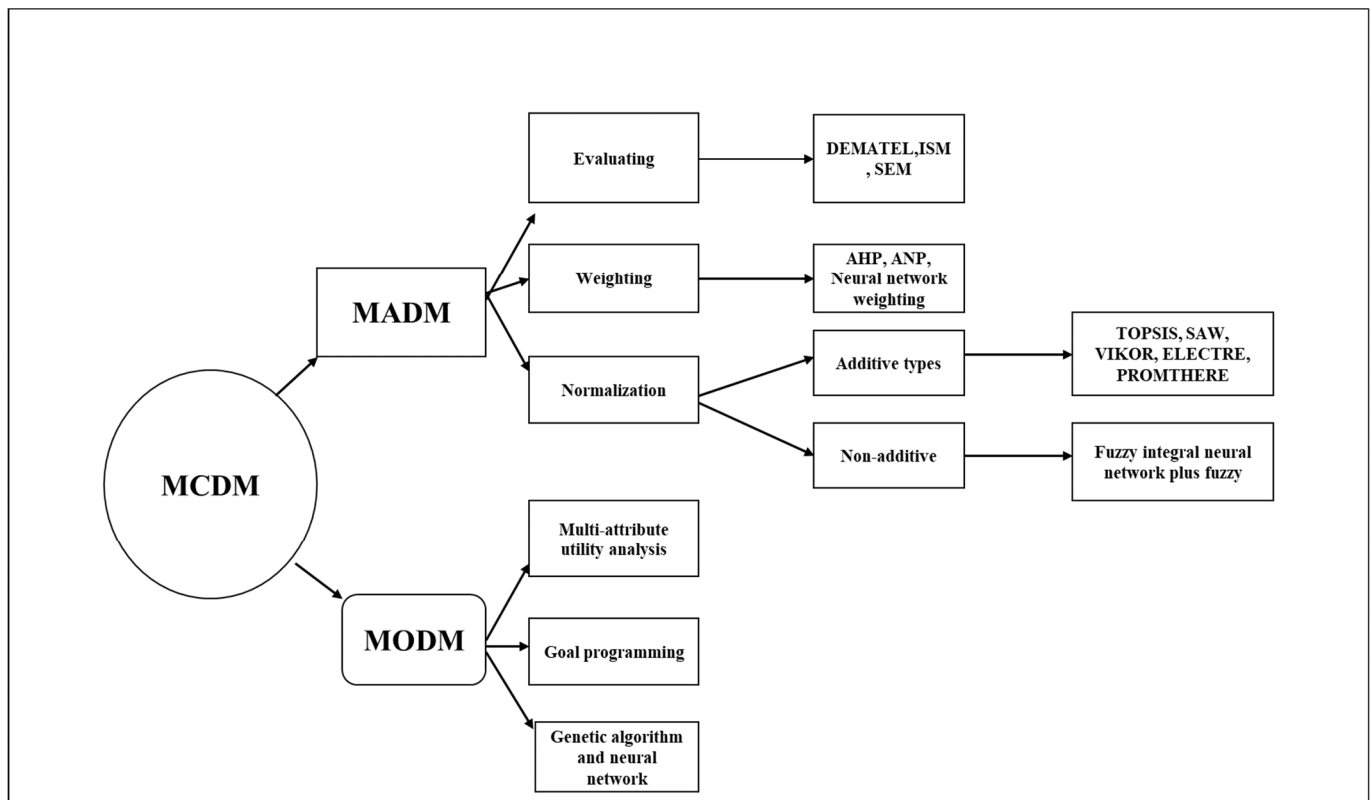 MCDM
MADM
Evaluating
DEMATEL,ISM
, SEM
Weighting
AHP, ANP,
Neural network
weighting
Normalization
Additive types
TOPSIS, SAW,
VIKOR, ELECTRE,
PROMTHERE
Non-additive
Fuzzy integral neural
network plus fuzzy
MODM
Multi-attribute
utility analysis
Goal programming
Genetic algorithm
and neural
network